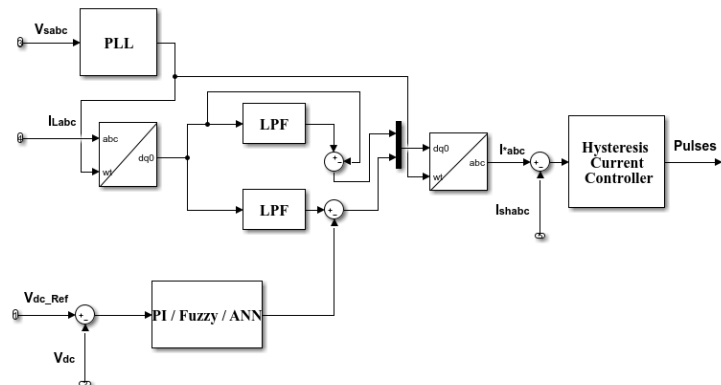 Vsabc
PLL
ILabc
abc
wt
dq0
LPF
LPF
dq0
wt
abc
I*abc
Hysteresis
Current
Controller
Pulses
Ishabc
Vdc_Ref
PI / Fuzzy / ANN
Vdc